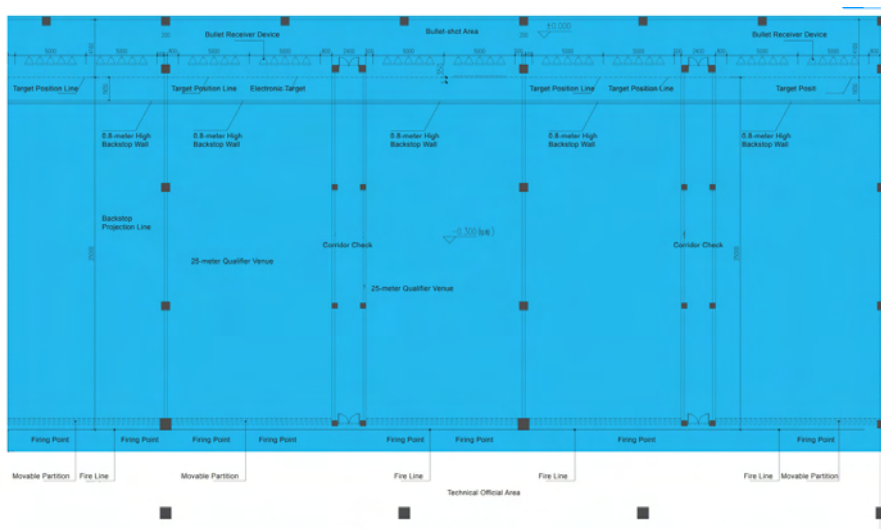 Bullet Receiver Device
Bullet-shot Area
±0.000
Bullet Receiver Device
5000 5000 5000 5000 2400 5000 5000 5000 5000 2400 5000 5000
Target Position Line
Target Position Line
Electronic Target
Target Position Line
Target Position Line
Target Positi
0.8-meter High
Backstop Wall
0.8-meter High
Backstop Wall
0.8-meter High
Backstop Wall
0.8-meter High
Backstop Wall
0.8-meter High
Backstop Wall
Backstop
Projection Line
-0.300
Corridor Check
Corridor Check
25-meter Qualifier Venue
25-meter Qualifier Venue
Firing Point
Firing Point
Firing Point
Firing Point
Firing Point
Firing Point
Firing Point
Firing Point
Movable Partition
Fire Line
Movable Partition
Fire Line
Fire Line
Fire Line
Movable Partition
Technical Official Area